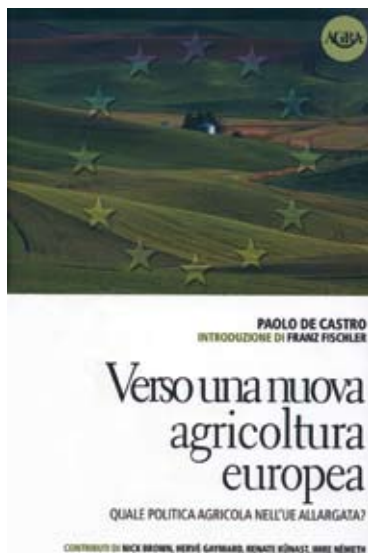 AGRA
PAOLO DE CASTRO
INTRODUZIONE DI FRANZ FISCHLER
Verso una nuova
agricoltura
europea
QUALE POLITICA AGRICOLA NELL'UE ALLARGATA?
CONTRIBUTI DI NICK BROWN, HERVÉ GAYMARD, RENATE KÜNAST, IMRE NÉMETH